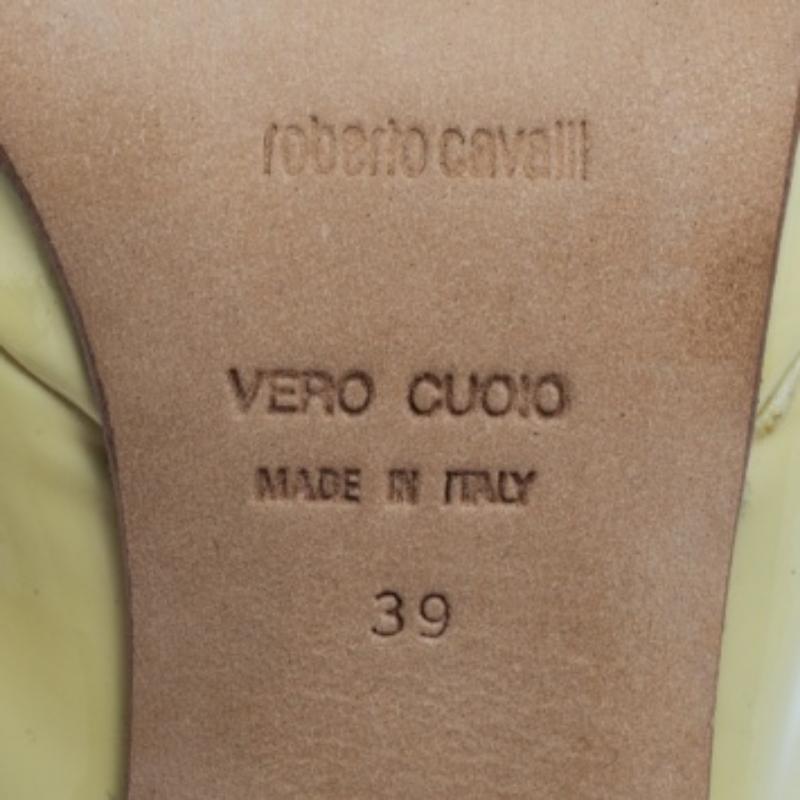 roberto cavalli
VERO CUOIO
MADE IN ITALY
39